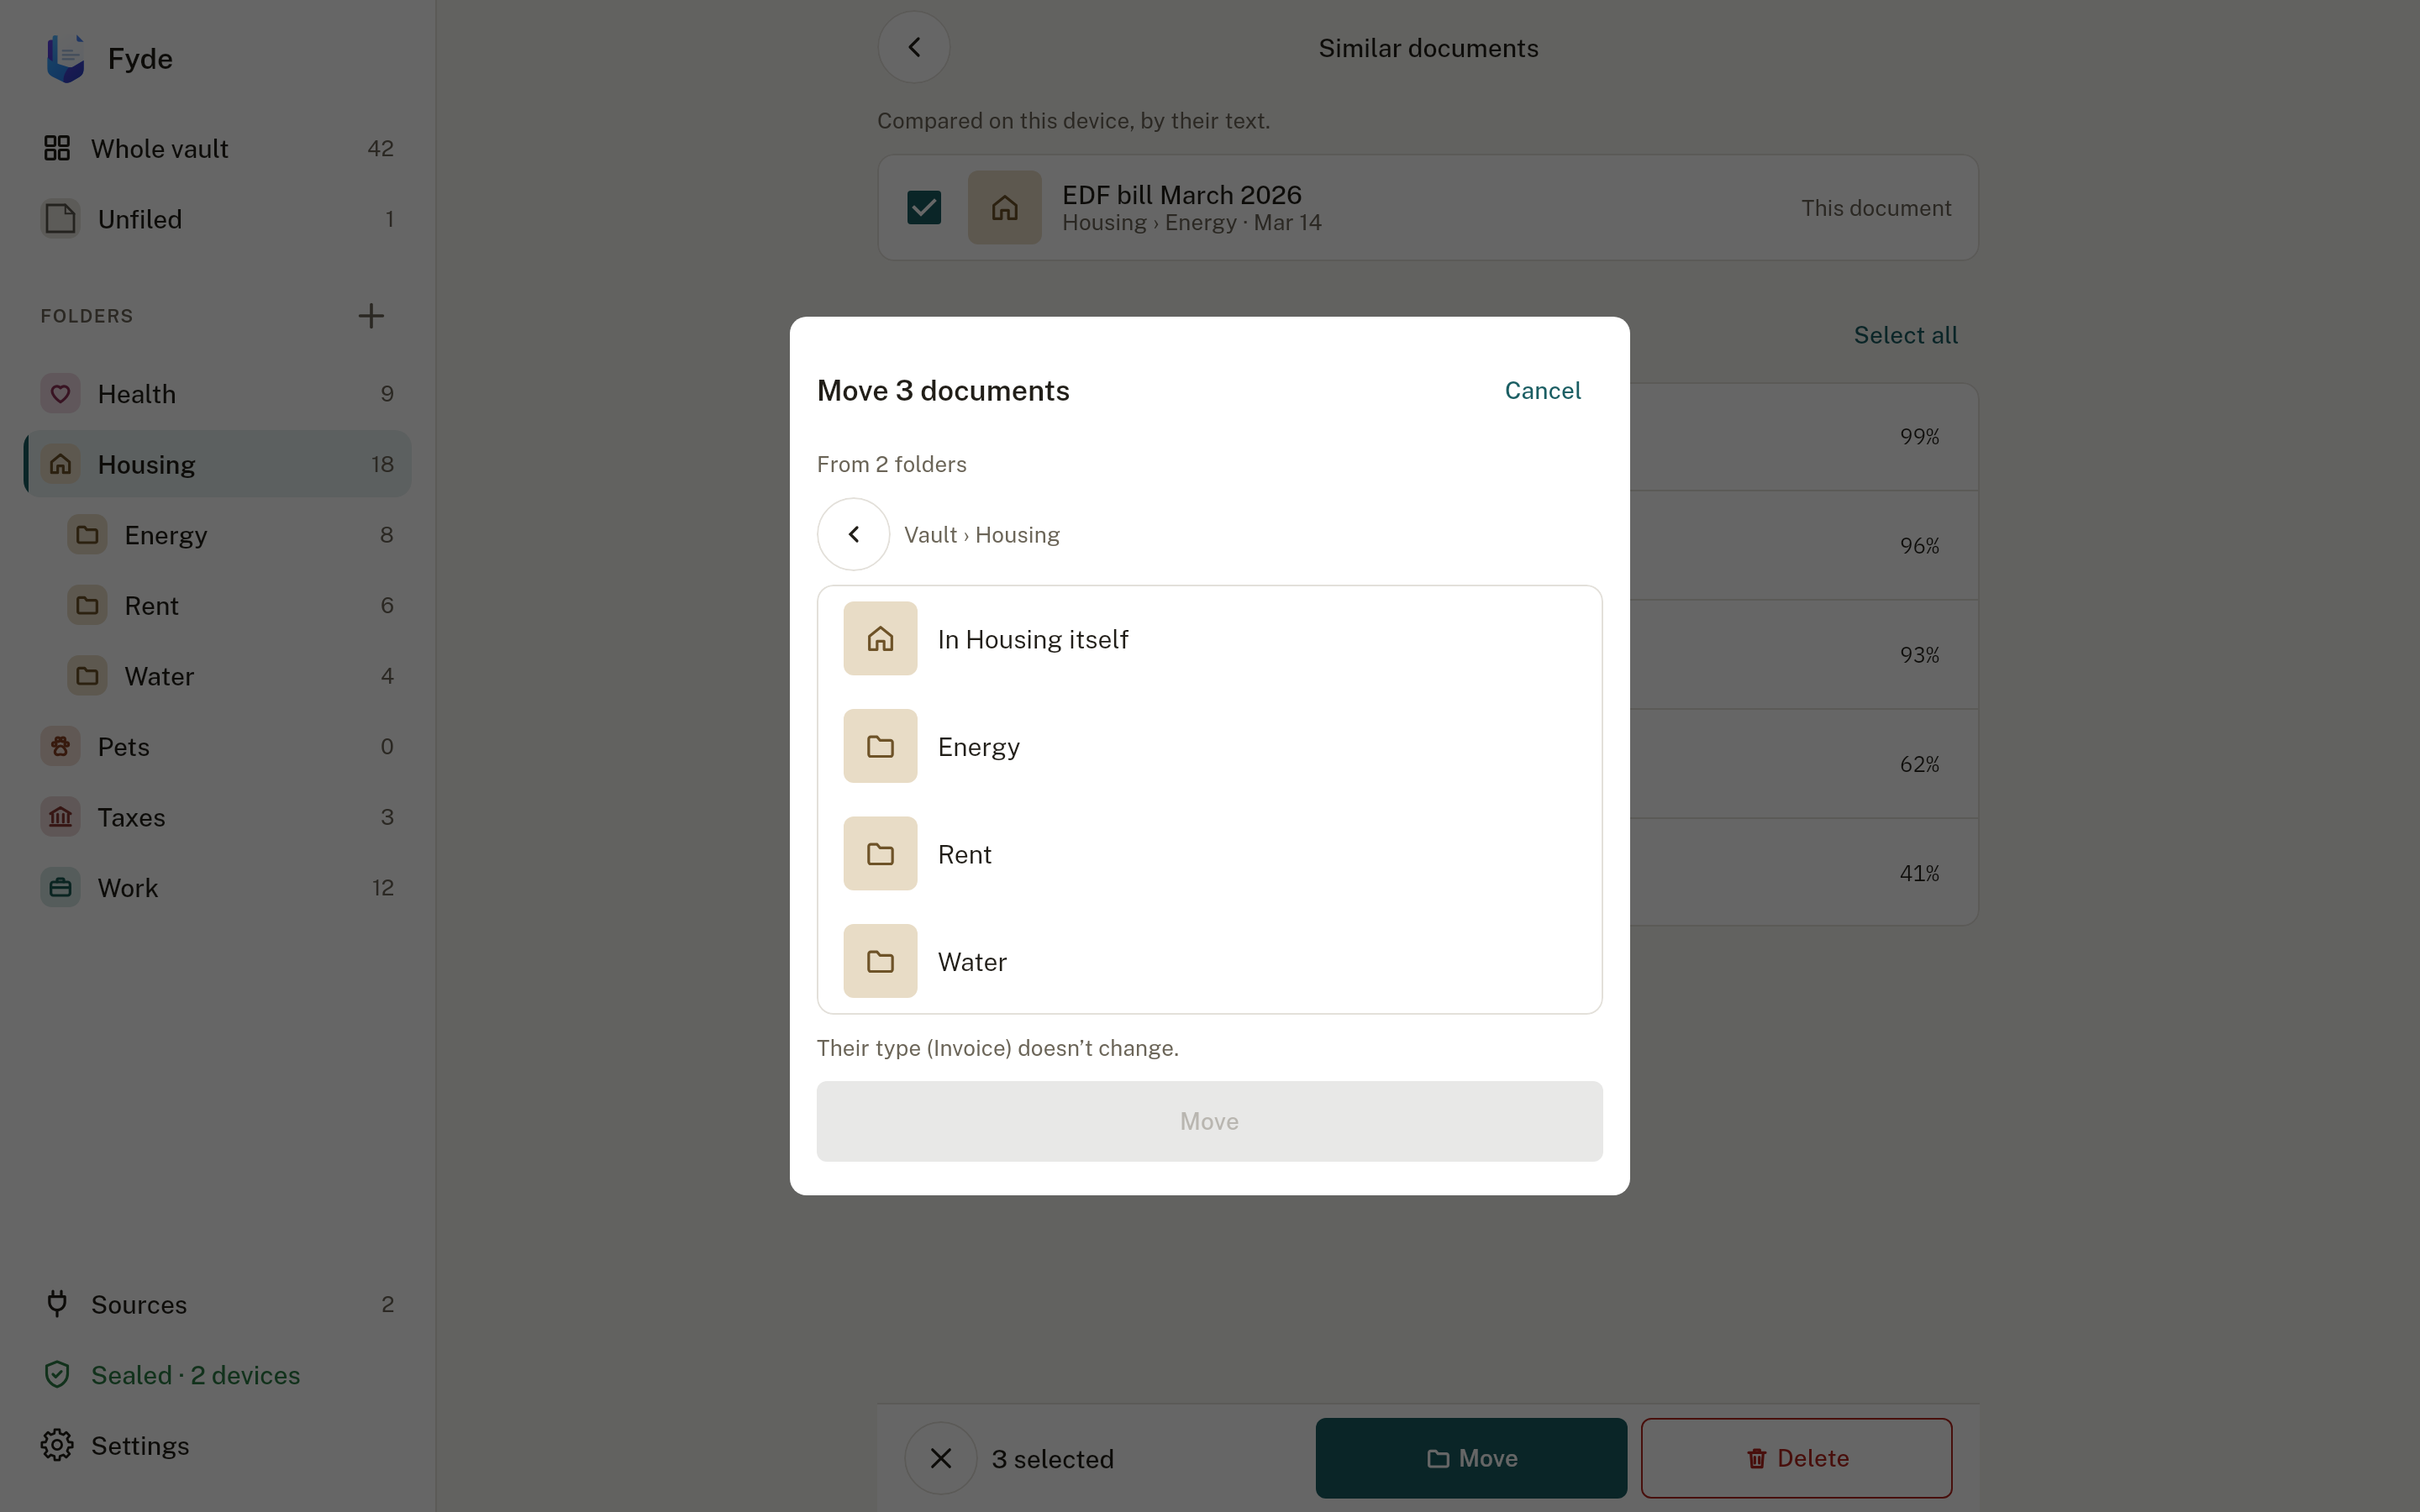 Fyde
Whole vault 42
Unfiled 1
FOLDERS
Health 9
Housing 18
Energy 8
Rent 6
Water 4
Pets 0
Taxes 3
Work 12
Sources 2
Sealed · 2 devices
Settings
Similar documents
Compared on this device, by their text.
EDF bill March 2026
Housing › Energy · Mar 14
This document
Select all
99%
96%
93%
62%
41%
Move 3 documents
Cancel
From 2 folders
Vault › Housing
In Housing itself
Energy
Rent
Water
Their type (Invoice) doesn’t change.
Move
3 selected
Move
Delete